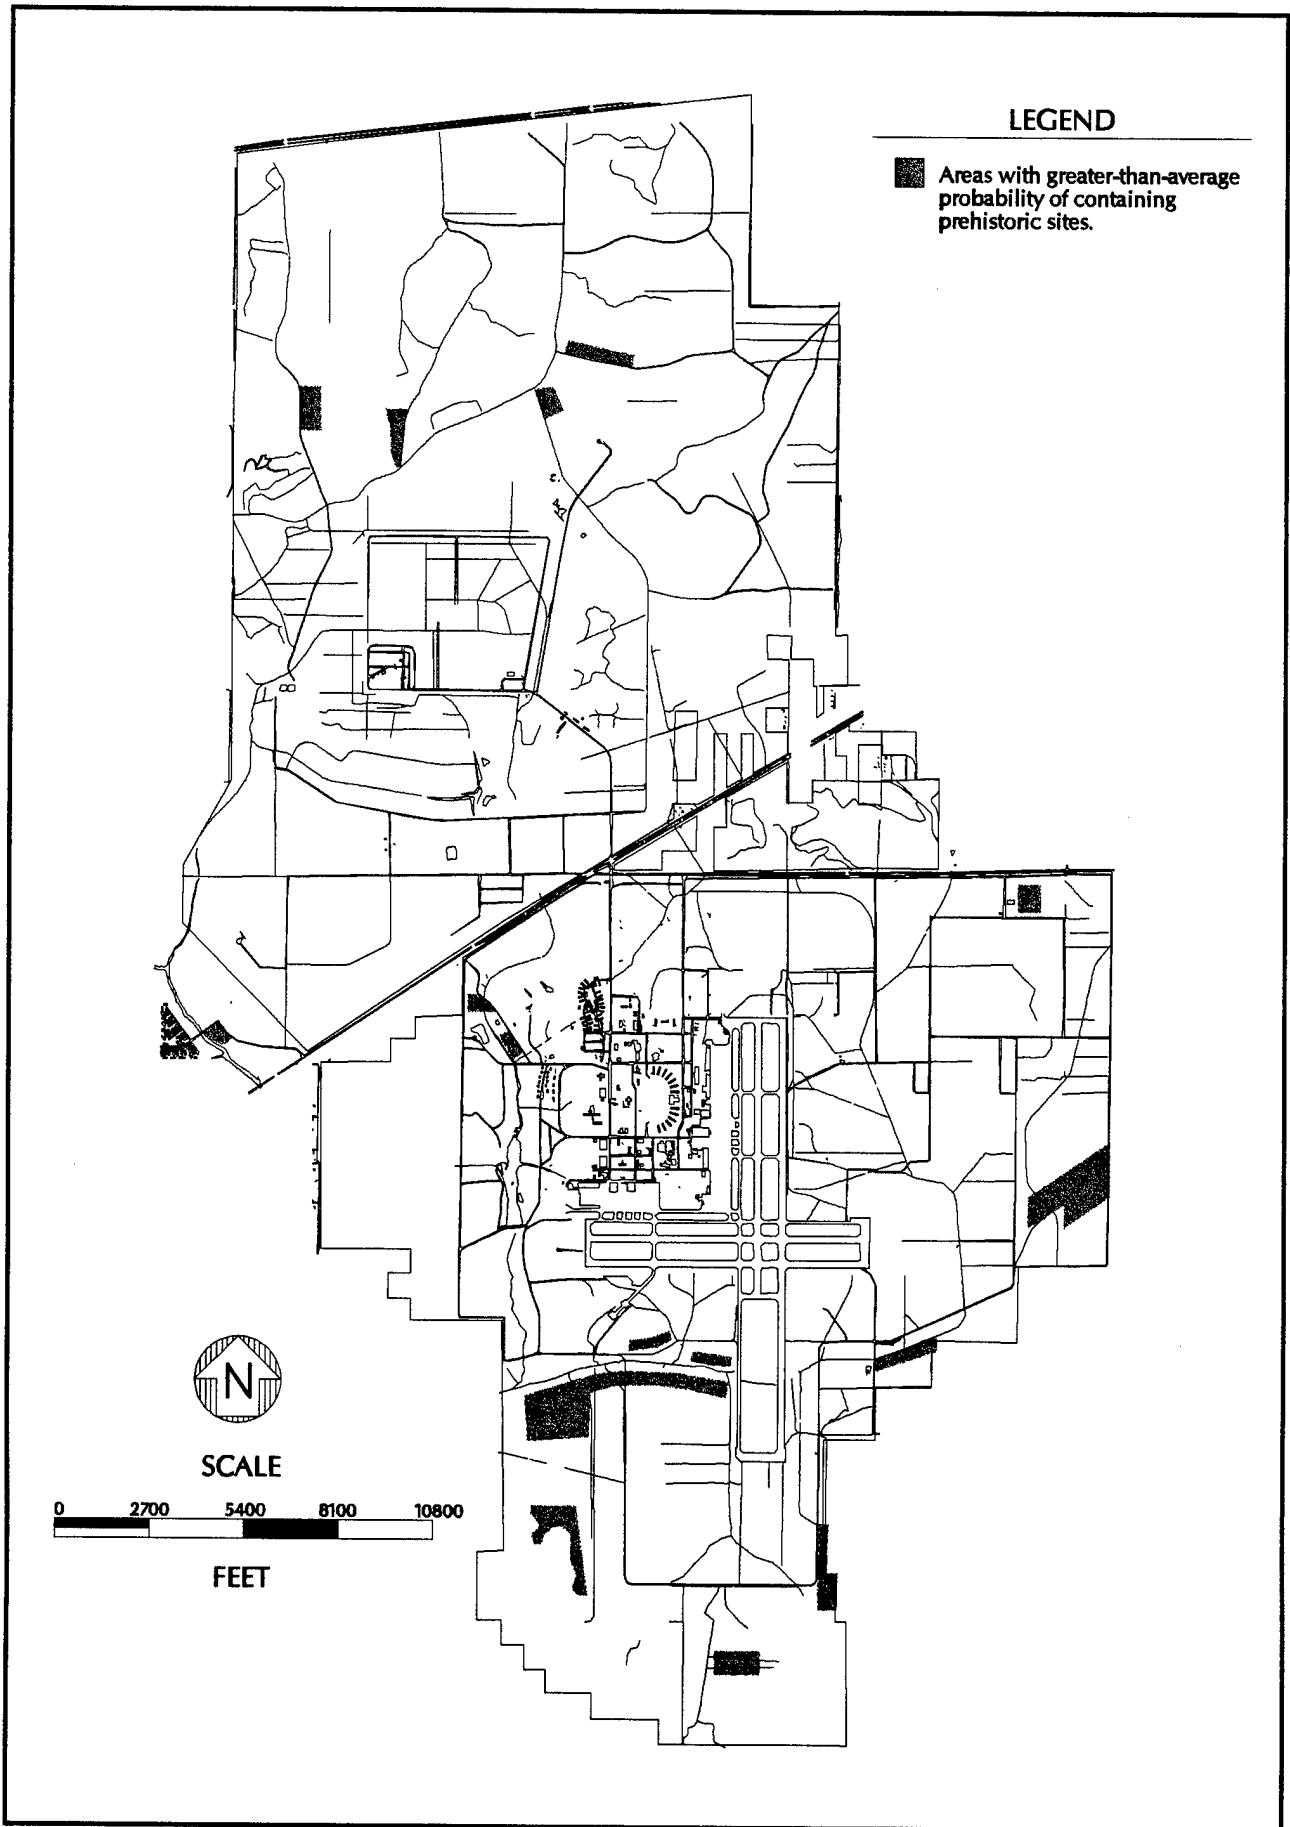 LEGEND
Areas with greater-than-average
probability of containing
prehistoric sites.
N
SCALE
0 2700 5400 8100 10800
FEET